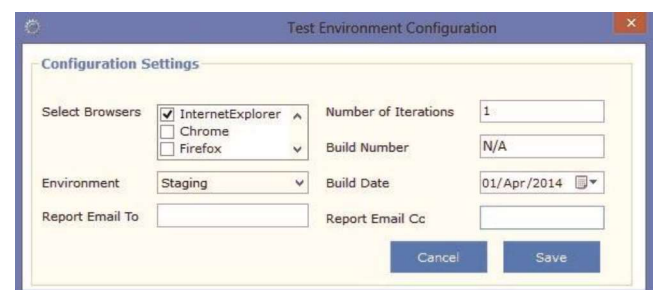 Test Environment Configuration
Configuration Settings
Select Browsers
InternetExplorer
Chrome
Firefox
Number of Iterations
1
Build Number
N/A
Environment
Staging
Build Date
01/Apr/2014
Report Email To
Report Email Cc
Cancel
Save